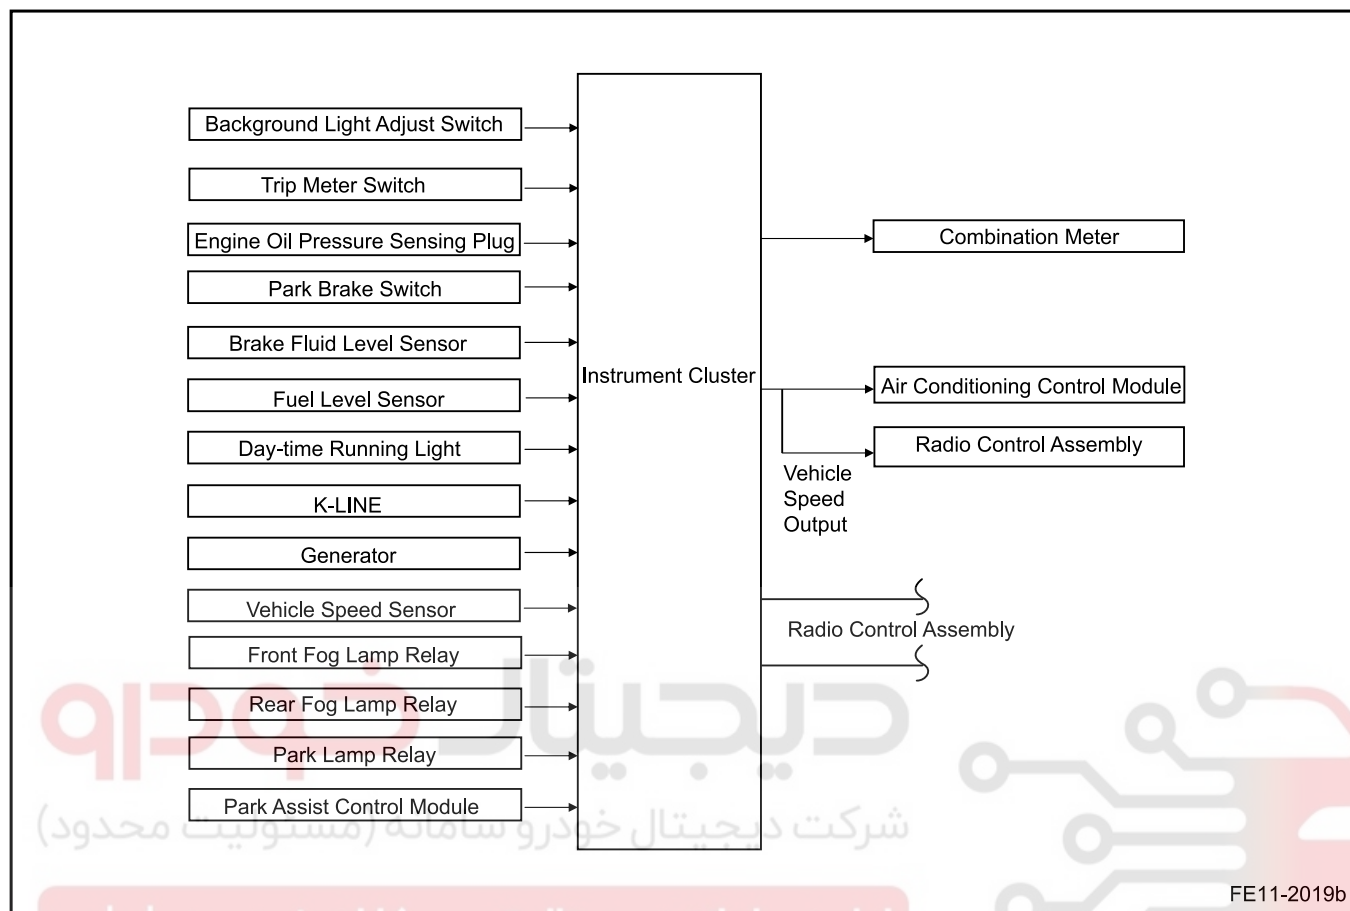 Background Light Adjust Switch
Trip Meter Switch
Engine Oil Pressure Sensing Plug
Park Brake Switch
Brake Fluid Level Sensor
Fuel Level Sensor
Day-time Running Light
K-LINE
Generator
Vehicle Speed Sensor
Front Fog Lamp Relay
Rear Fog Lamp Relay
Park Lamp Relay
Park Assist Control Module
Instrument Cluster
Combination Meter
Air Conditioning Control Module
Radio Control Assembly
Vehicle
Speed
Output
Radio Control Assembly
دیجیتال خودرو
شرکت دیجیتال خودرو سامانه (مسئولیت محدود)
FE11-2019b